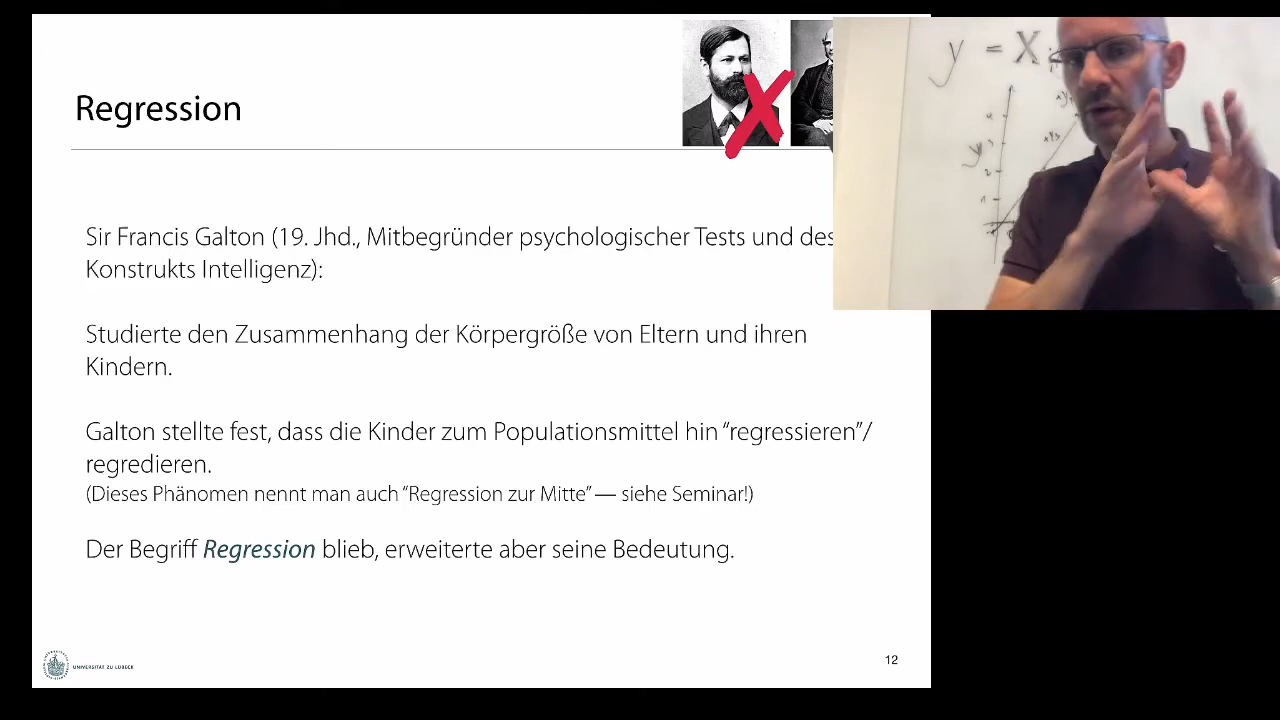 Regression
y = X
Sir Francis Galton (19. Jhd., Mitbegründer psychologischer Tests und des
Konstrukts Intelligenz):
Studierte den Zusammenhang der Körpergröße von Eltern und ihren
Kindern.
Galton stellte fest, dass die Kinder zum Populationsmittel hin “regressieren”/
regredieren.
(Dieses Phänomen nennt man auch “Regression zur Mitte” — siehe Seminar!)
Der Begriff Regression blieb, erweiterte aber seine Bedeutung.
UNIVERSITÄT ZU LÜBECK
12